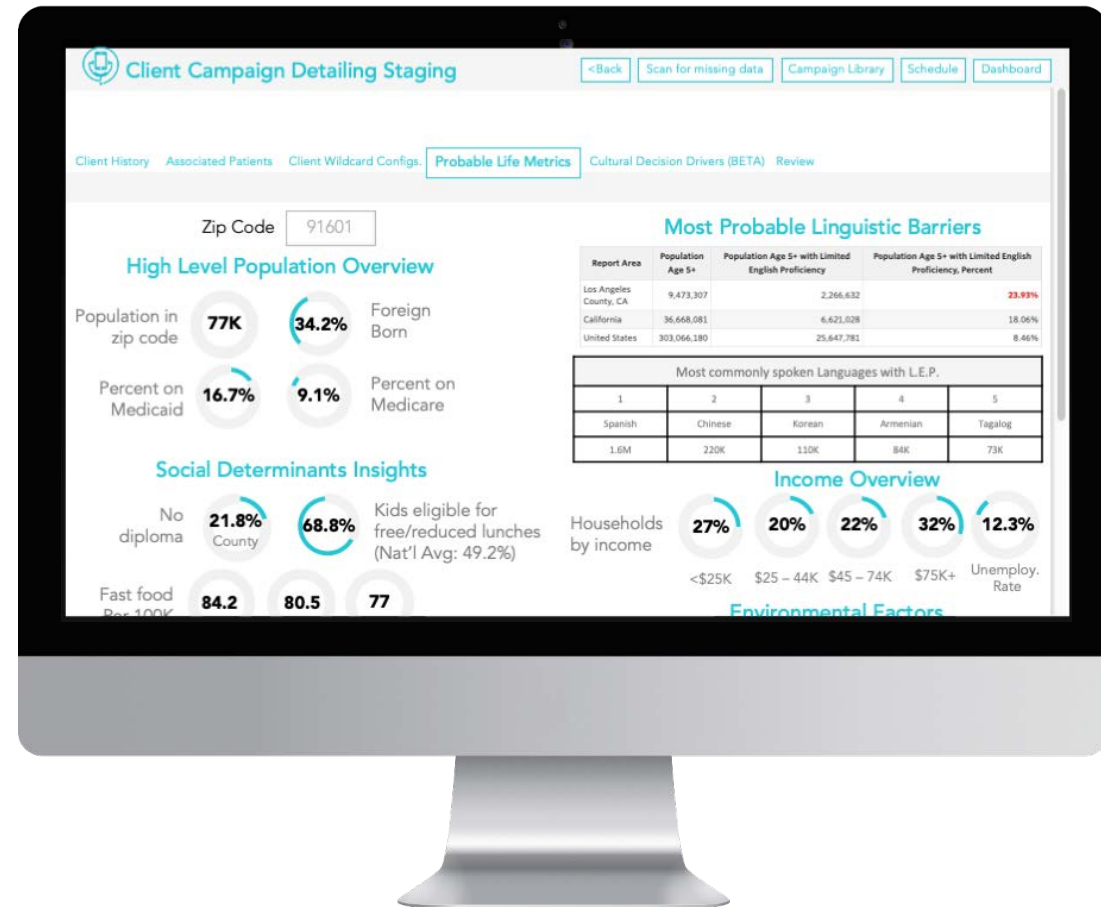 Client Campaign Detailing Staging
<Back
Scan for missing data
Campaign Library
Schedule
Dashboard
Client History
Associated Patients
Client Wildcard Configs.
Probable Life Metrics
Cultural Decision Drivers (BETA)
Review
Zip Code
91601
High Level Population Overview
Population in
zip code
77K
34.2%
Foreign
Born
Percent on
Medicaid
16.7%
9.1%
Percent on
Medicare
Social Determinants Insights
No
diploma
21.8%
County
68.8%
Kids eligible for
free/reduced lunches
(Nat'l Avg: 49.2%)
Fast food
Per 100K
84.2
80.5
77
Most Probable Linguistic Barriers
Report Area
Population
Age 5+
Population Age 5+ with Limited
English Proficiency
Population Age 5+ with Limited English
Proficiency, Percent
Los Angeles
County, CA
9,473,307
2,266,632
23.93%
California
36,668,081
6,621,028
18.06%
United States
303,066,180
25,647,781
8.46%
Most commonly spoken Languages with L.E.P.
1
2
3
4
5
Spanish
Chinese
Korean
Armenian
Tagalog
1.6M
220K
110K
84K
73K
Income Overview
Households
by income
27%
20%
22%
32%
12.3%
<$25K
$25 – 44K
$45 – 74K
$75K+
Unemploy.
Rate
Environmental Factors